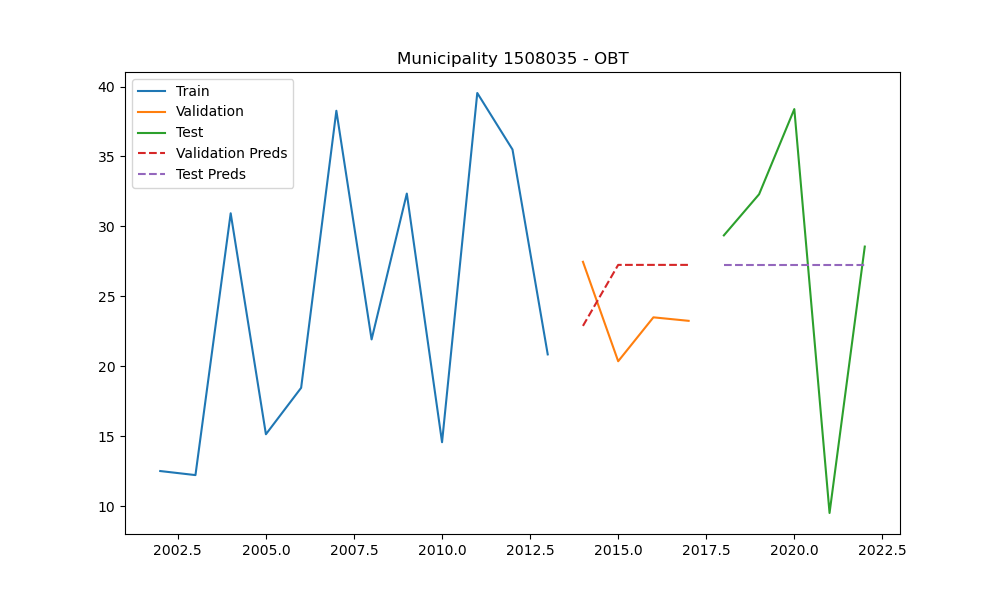 Municipality 1508035 - OBT
Train
Validation
Test
Validation Preds
Test Preds
40
35
30
25
20
15
10
2002.5 2005.0 2007.5 2010.0 2012.5 2015.0 2017.5 2020.0 2022.5